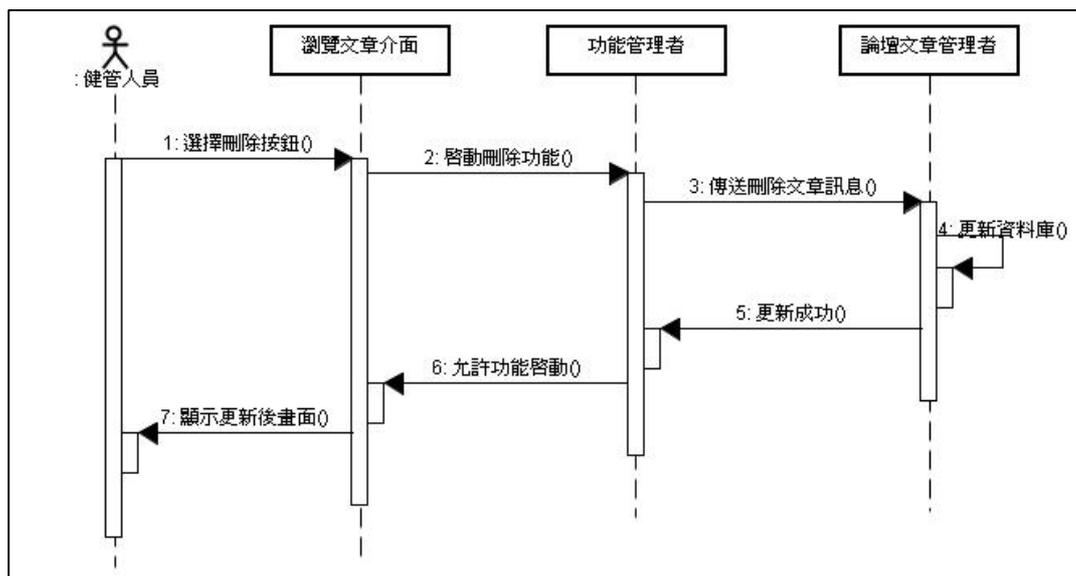 瀏覽文章介面
功能管理者
論壇文章管理者
: 健管人員
1: 選擇刪除按鈕()
2: 啓動刪除功能()
3: 傳送刪除文章訊息()
4: 更新資料庫()
5: 更新成功()
6: 允許功能啓動()
7: 顯示更新後畫面()